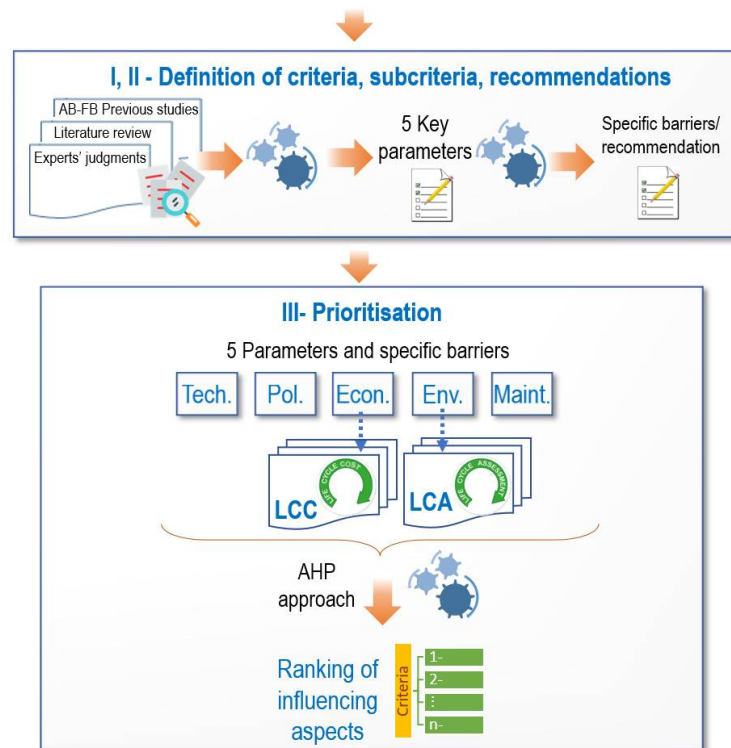 I, II - Definition of criteria, subcriteria, recommendations
AB-FB Previous studies
Literature review
Experts' judgments
5 Key
parameters
Specific barriers/
recommendation
III- Prioritisation
5 Parameters and specific barriers
Tech.
Pol.
Econ.
Env.
Maint.
LIFE CYCLE COST
LCC
LIFE CYCLE ASSESSMENT
LCA
AHP
approach
Ranking of
influencing
aspects
Criteria
1-
2-
⋮
n-